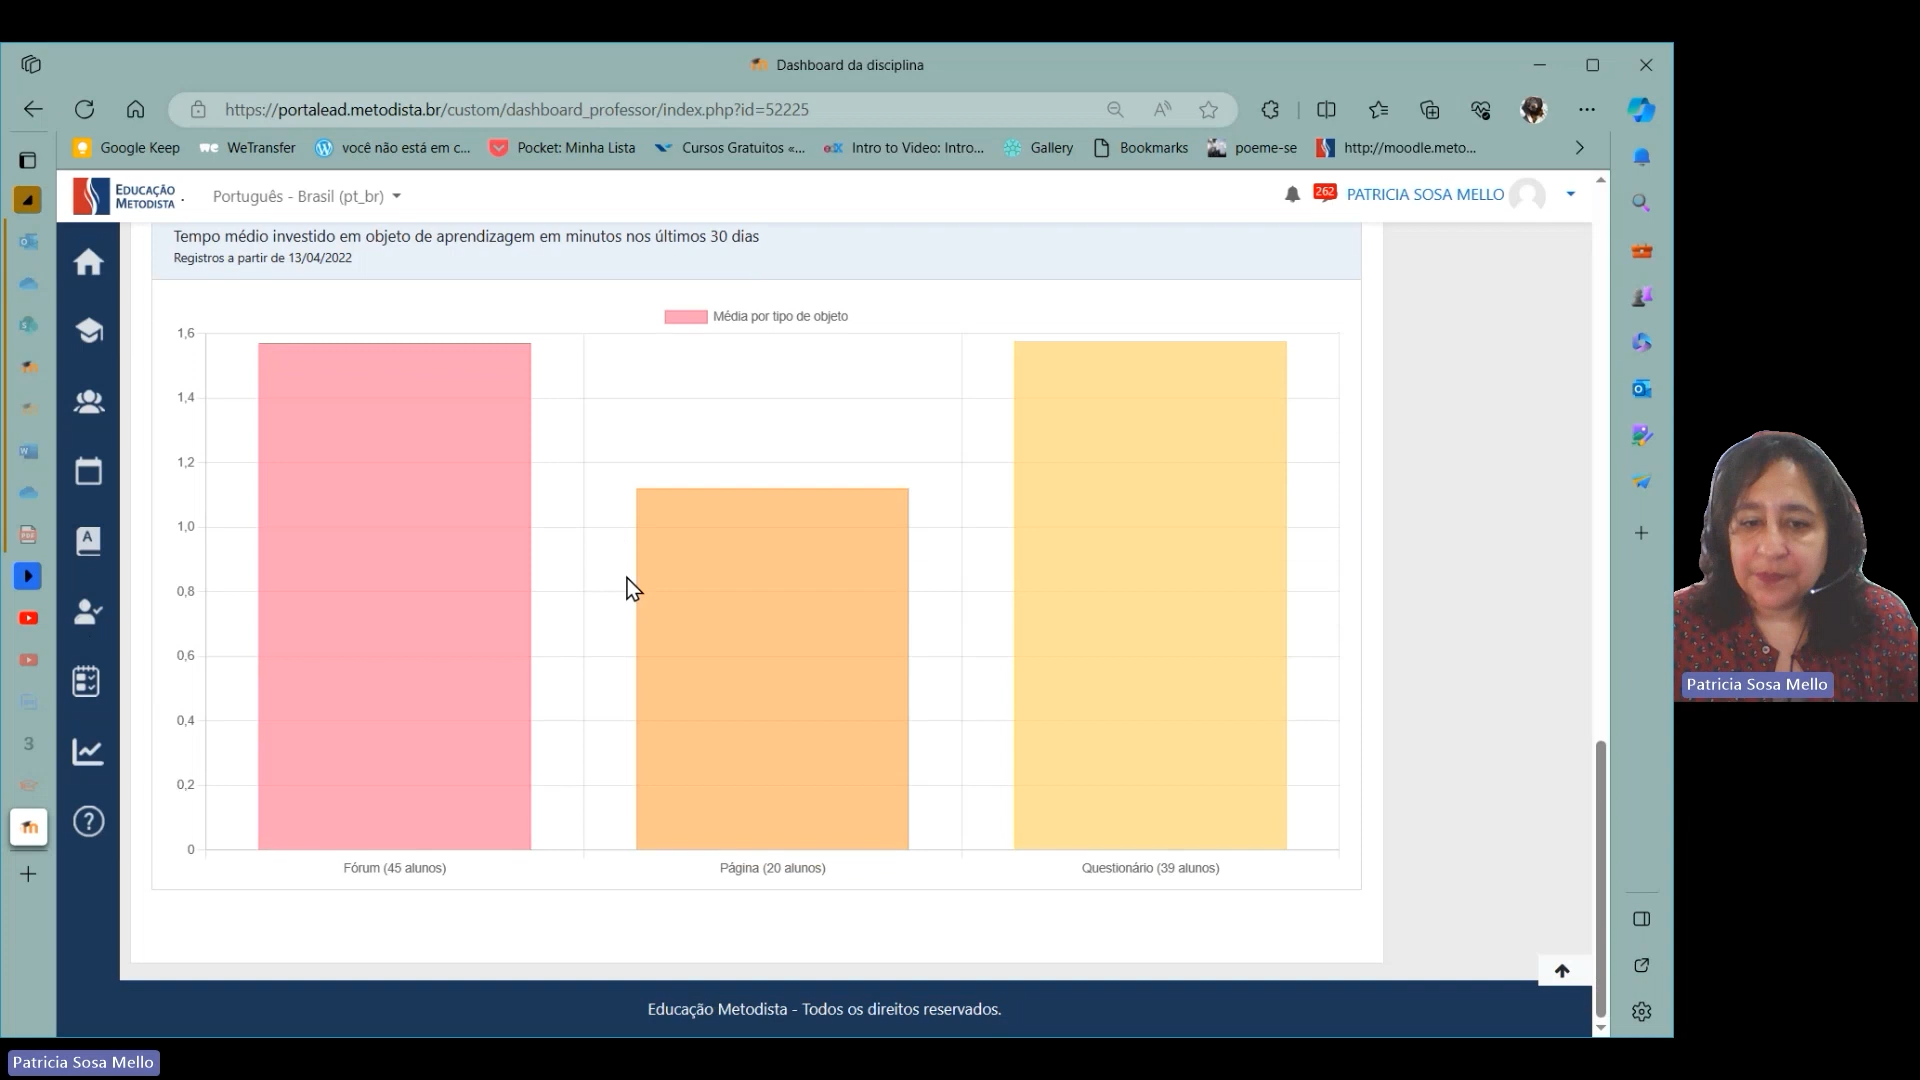 Dashboard da disciplina
https://portalead.metodista.br/custom/dashboard_professor/index.php?id=52225
Google Keep
WeTransfer
você não está em c...
Pocket: Minha Lista
Cursos Gratuitos «...
Intro to Video: Intro...
Gallery
Bookmarks
poeme-se
http://moodle.meto...
EDUCAÇÃO
METODISTA
Português - Brasil (pt_br)
262
PATRICIA SOSA MELLO
Tempo médio investido em objeto de aprendizagem em minutos nos últimos 30 dias
Registros a partir de 13/04/2022
Média por tipo de objeto
1,6
1,4
1,2
1,0
0,8
0,6
0,4
0,2
0
Fórum (45 alunos)
Página (20 alunos)
Questionário (39 alunos)
Educação Metodista - Todos os direitos reservados.
Patricia Sosa Mello
Patricia Sosa Mello